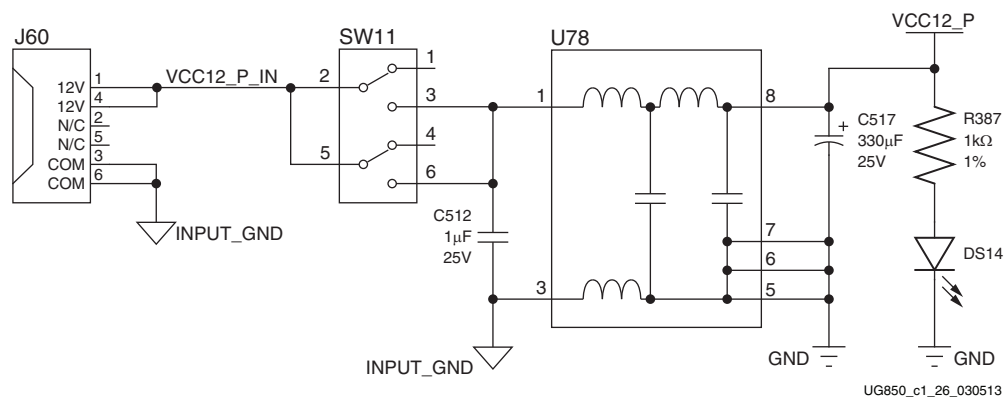 VCC12_P
J60
SW11
U78
12V 1
12V 4
N/C 2
N/C 5
COM 3
COM 6
VCC12_P_IN
INPUT_GND
1
2
3
4
5
6
C512
1µF
25V
INPUT_GND
1
3
8
7
6
5
C517
330µF
25V
+
GND
R387
1kΩ
1%
DS14
GND
UG850_c1_26_030513